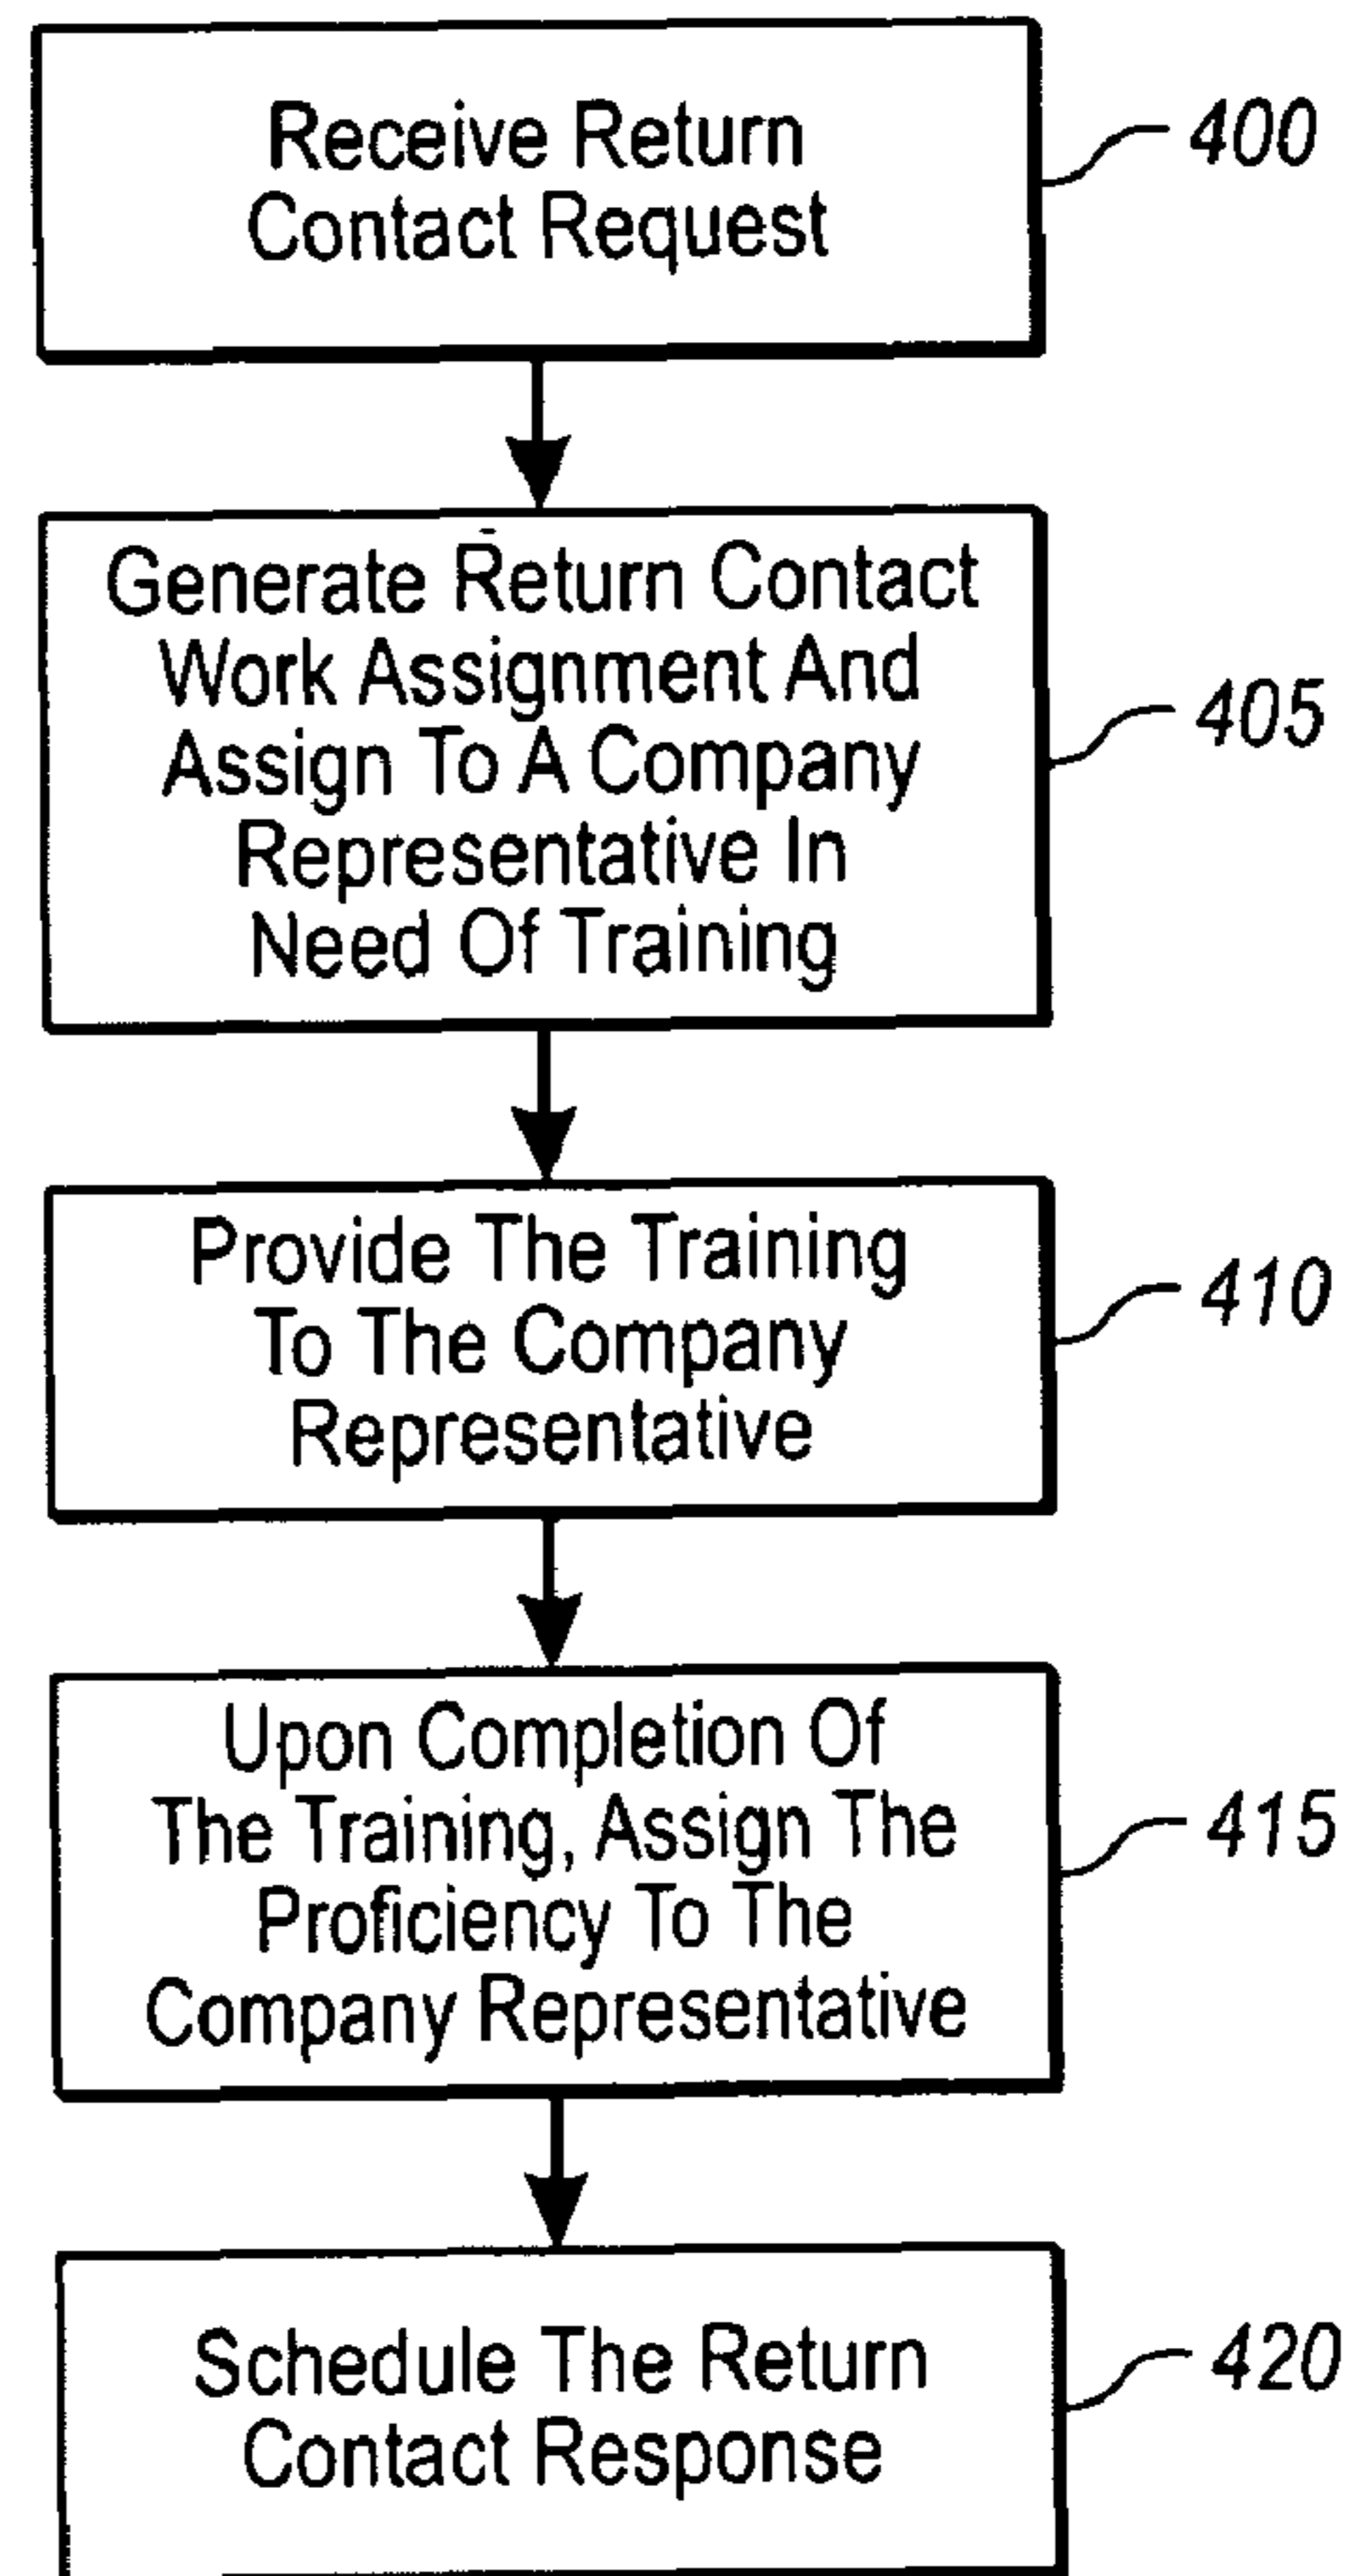 Receive Return
Contact Request
400
Generate Return Contact
Work Assignment And
Assign To A Company
Representative In
Need Of Training
405
Provide The Training
To The Company
Representative
410
Upon Completion Of
The Training, Assign The
Proficiency To The
Company Representative
415
Schedule The Return
Contact Response
420